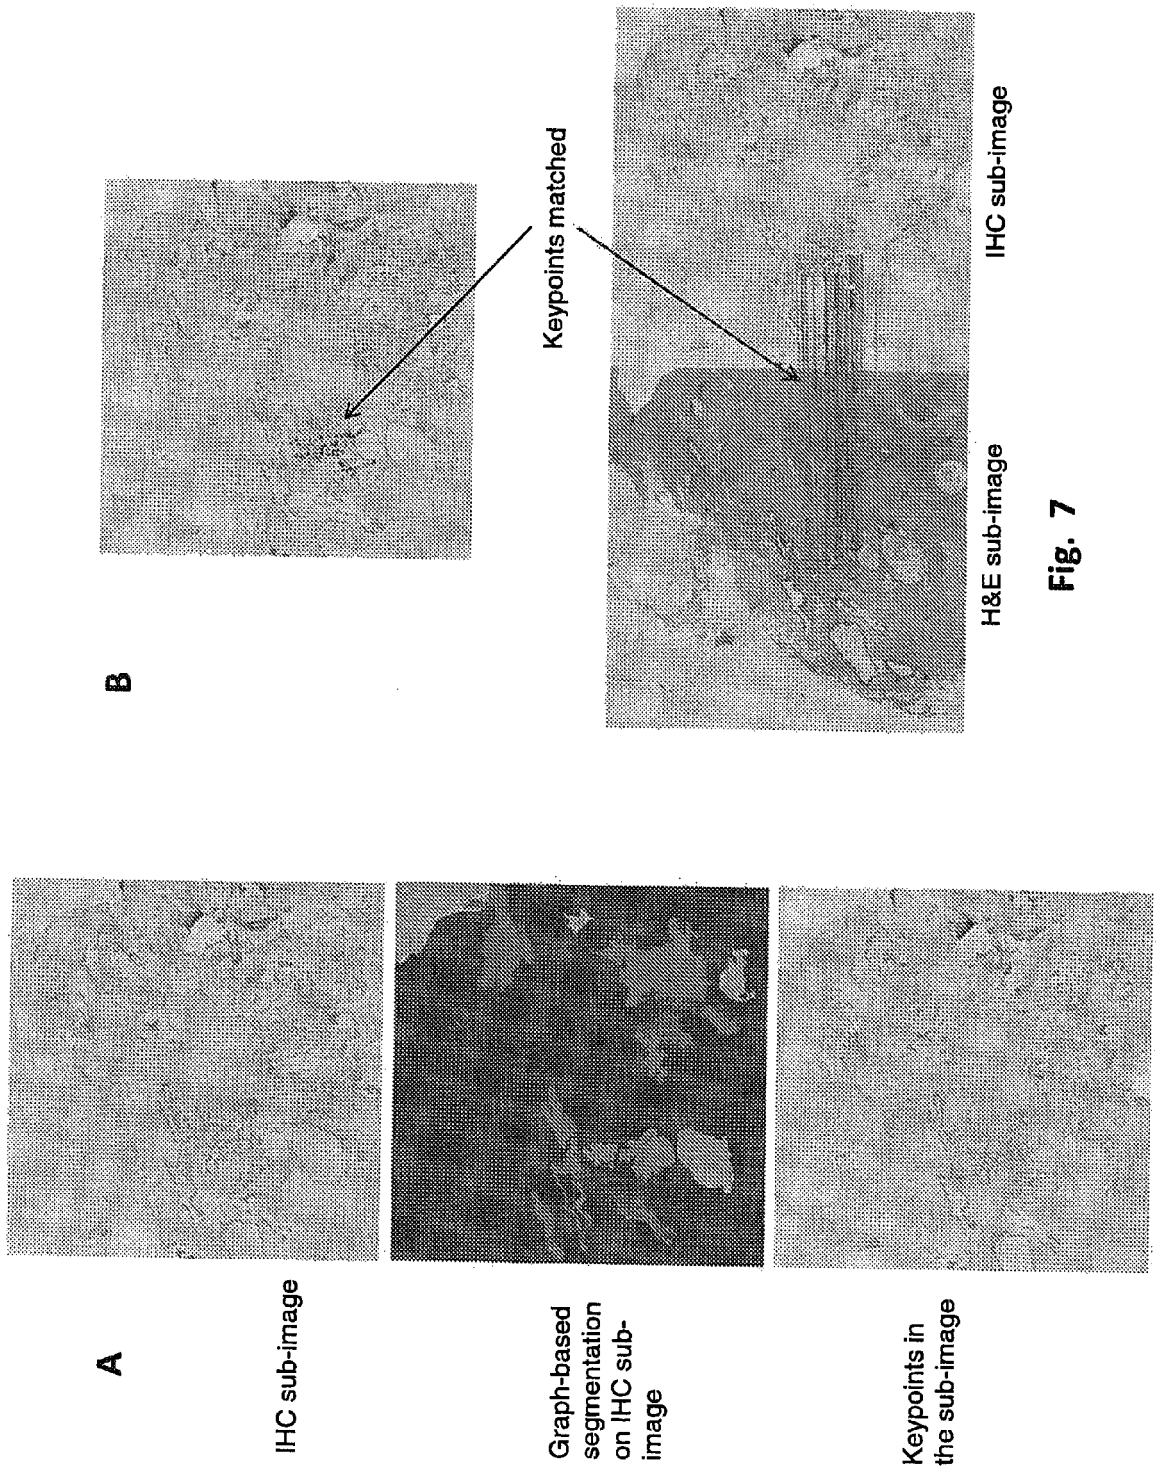 A
IHC sub-image
Graph-based
segmentation
on IHC sub-
image
Keypoints in
the sub-image
B
Keypoints matched
H&E sub-image
IHC sub-image
Fig. 7